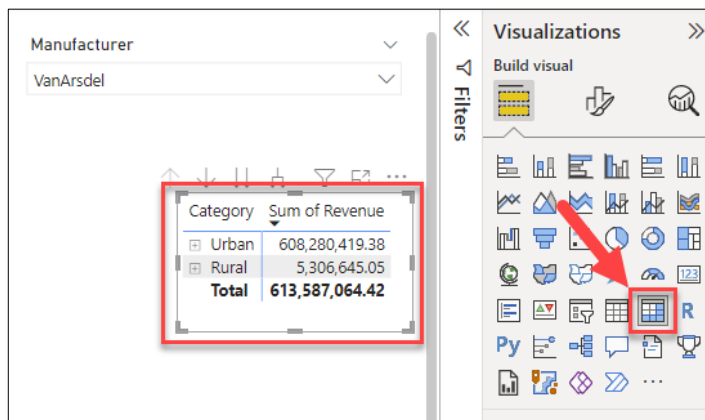 Manufacturer
VanArsdel
Category Sum of Revenue
Urban 608,280,419.38
Rural 5,306,645.05
Total 613,587,064.42
Filters
Visualizations
Build visual
123
R
Py